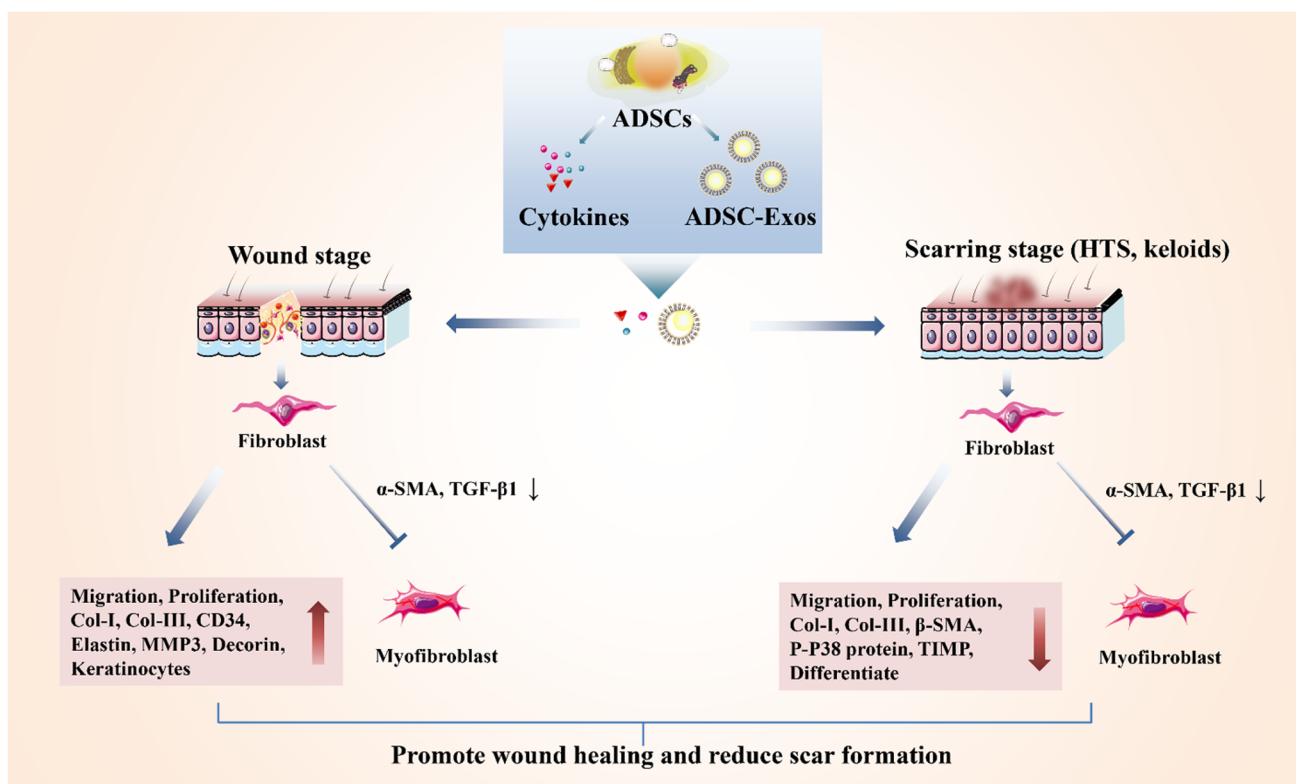 ADSCs
Cytokines
ADSC-Exos
Wound stage
Scarring stage (HTS, keloids)
Fibroblast
Fibroblast
α-SMA, TGF-β1 ↓
α-SMA, TGF-β1 ↓
Migration, Proliferation,
Col-I, Col-III, CD34,
Elastin, MMP3, Decorin,
Keratinocytes
Myofibroblast
Migration, Proliferation,
Col-I, Col-III, β-SMA,
P-P38 protein, TIMP,
Differentiate
Myofibroblast
Promote wound healing and reduce scar formation